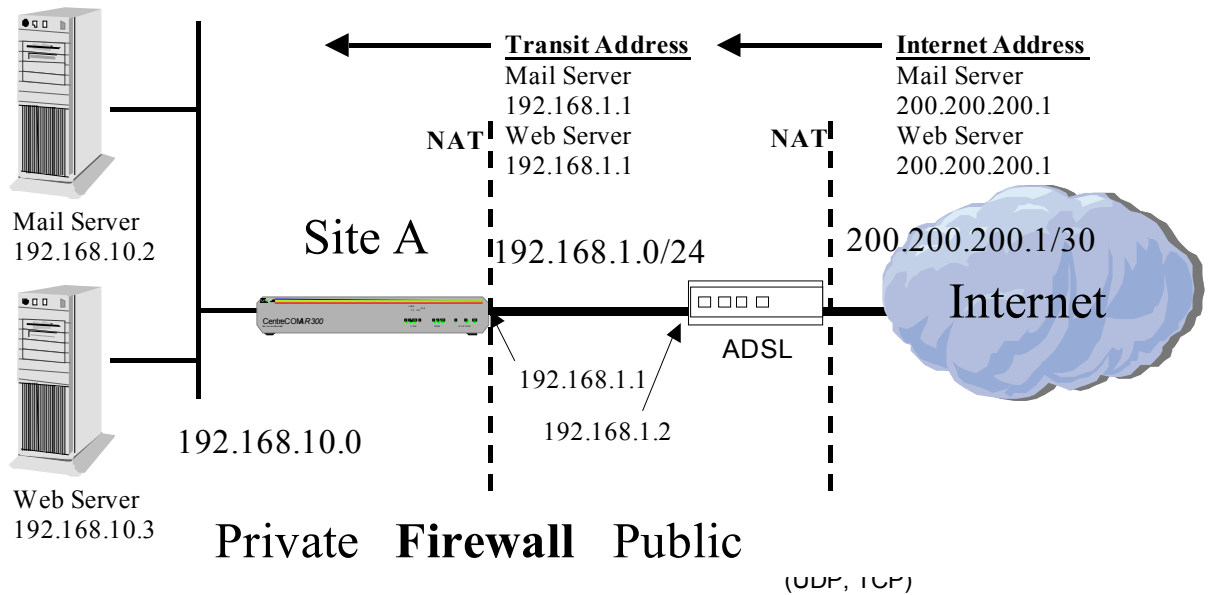 Transit Address
Mail Server
192.168.1.1
Web Server
192.168.1.1
Internet Address
Mail Server
200.200.200.1
Web Server
200.200.200.1
NAT
NAT
Mail Server
192.168.10.2
Site A
192.168.1.0/24
200.200.200.1/30
Internet
CentreCOM AR300
ADSL
192.168.1.1
192.168.1.2
192.168.10.0
Web Server
192.168.10.3
Private Firewall Public
(UDP, TCP)